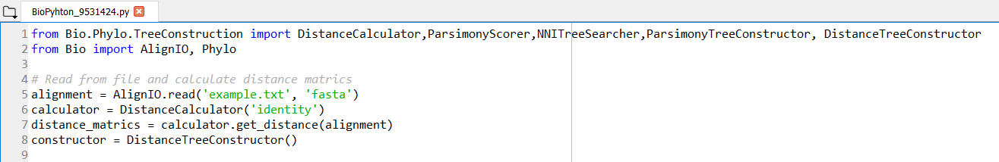 BioPyhton_9531424.py
1 from Bio.Phylo.TreeConstruction import DistanceCalculator,ParsimonyScorer,NNITreeSearcher,ParsimonyTreeConstructor, DistanceTreeConstructor
2 from Bio import AlignIO, Phylo
3
4 # Read from file and calculate distance matrics
5 alignment = AlignIO.read('example.txt', 'fasta')
6 calculator = DistanceCalculator('identity')
7 distance_matrics = calculator.get_distance(alignment)
8 constructor = DistanceTreeConstructor()
9